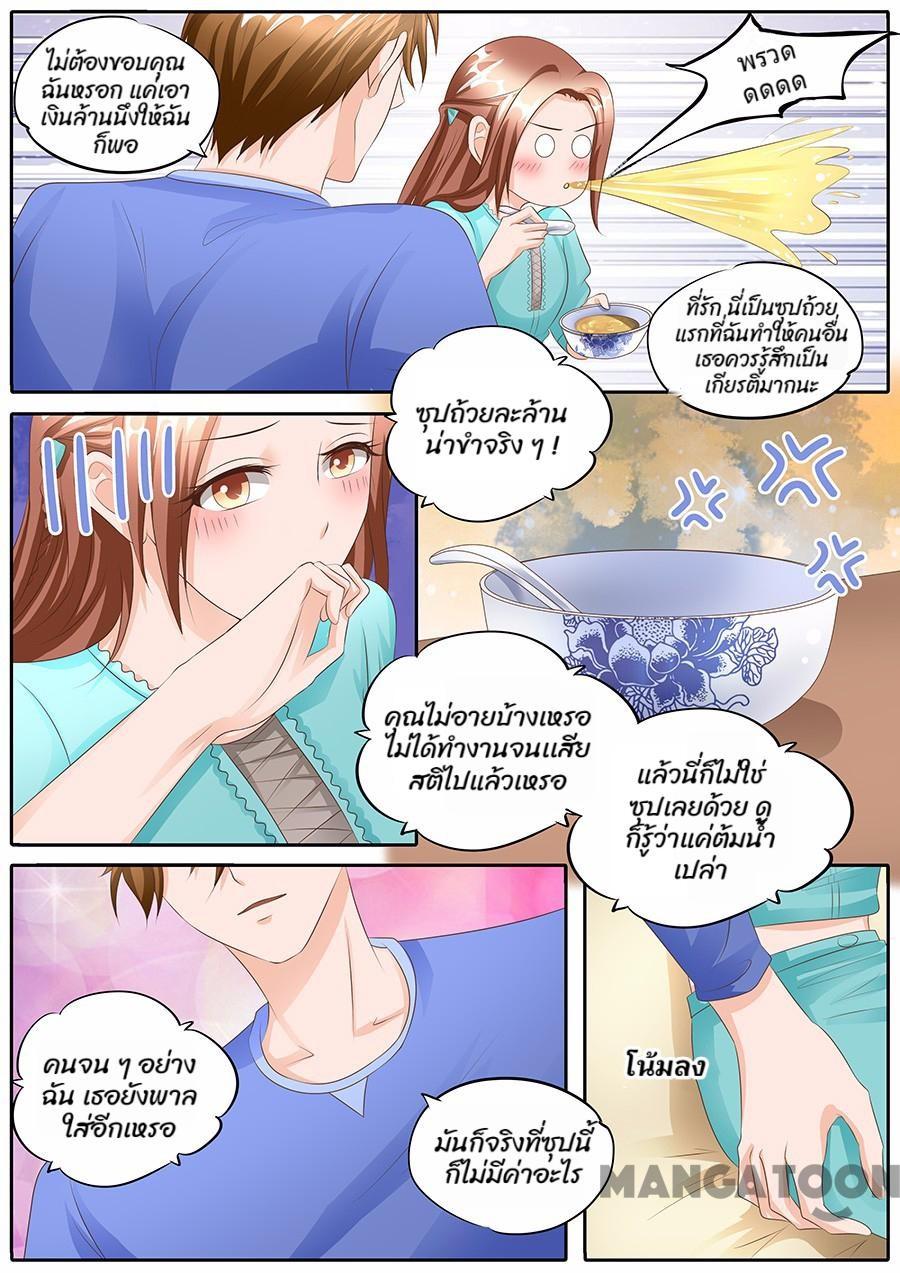 ไม่ต้องขอบคุณ
ฉันหรอก แค่เอา
เงินล้านนึงให้ฉัน
ก็พอ
พรวด
ดดดด
ที่รัก นี่เป็นซุปถ้วย
แรกที่ฉันทำให้คนอื่น
เธอควรรู้สึกเป็น
เกียรติมากนะ
ซุปถ้วยละล้าน
น่าขำจริง ๆ !
คุณไม่อายบ้างเหรอ
ไม่ได้ทำงานจนเสีย
สติไปแล้วเหรอ
แล้วนี่ก็ไม่ใช่
ซุปเลยด้วย ดู
ก็รู้ว่าแค่ต้มน้ำ
เปล่า
คนจน ๆ อย่าง
ฉัน เธอยังพาล
ใส่อีกเหรอ
มันก็จริงที่ซุปนี้
ก็ไม่มีค่าอะไร
โน้มลง
MANGATOON